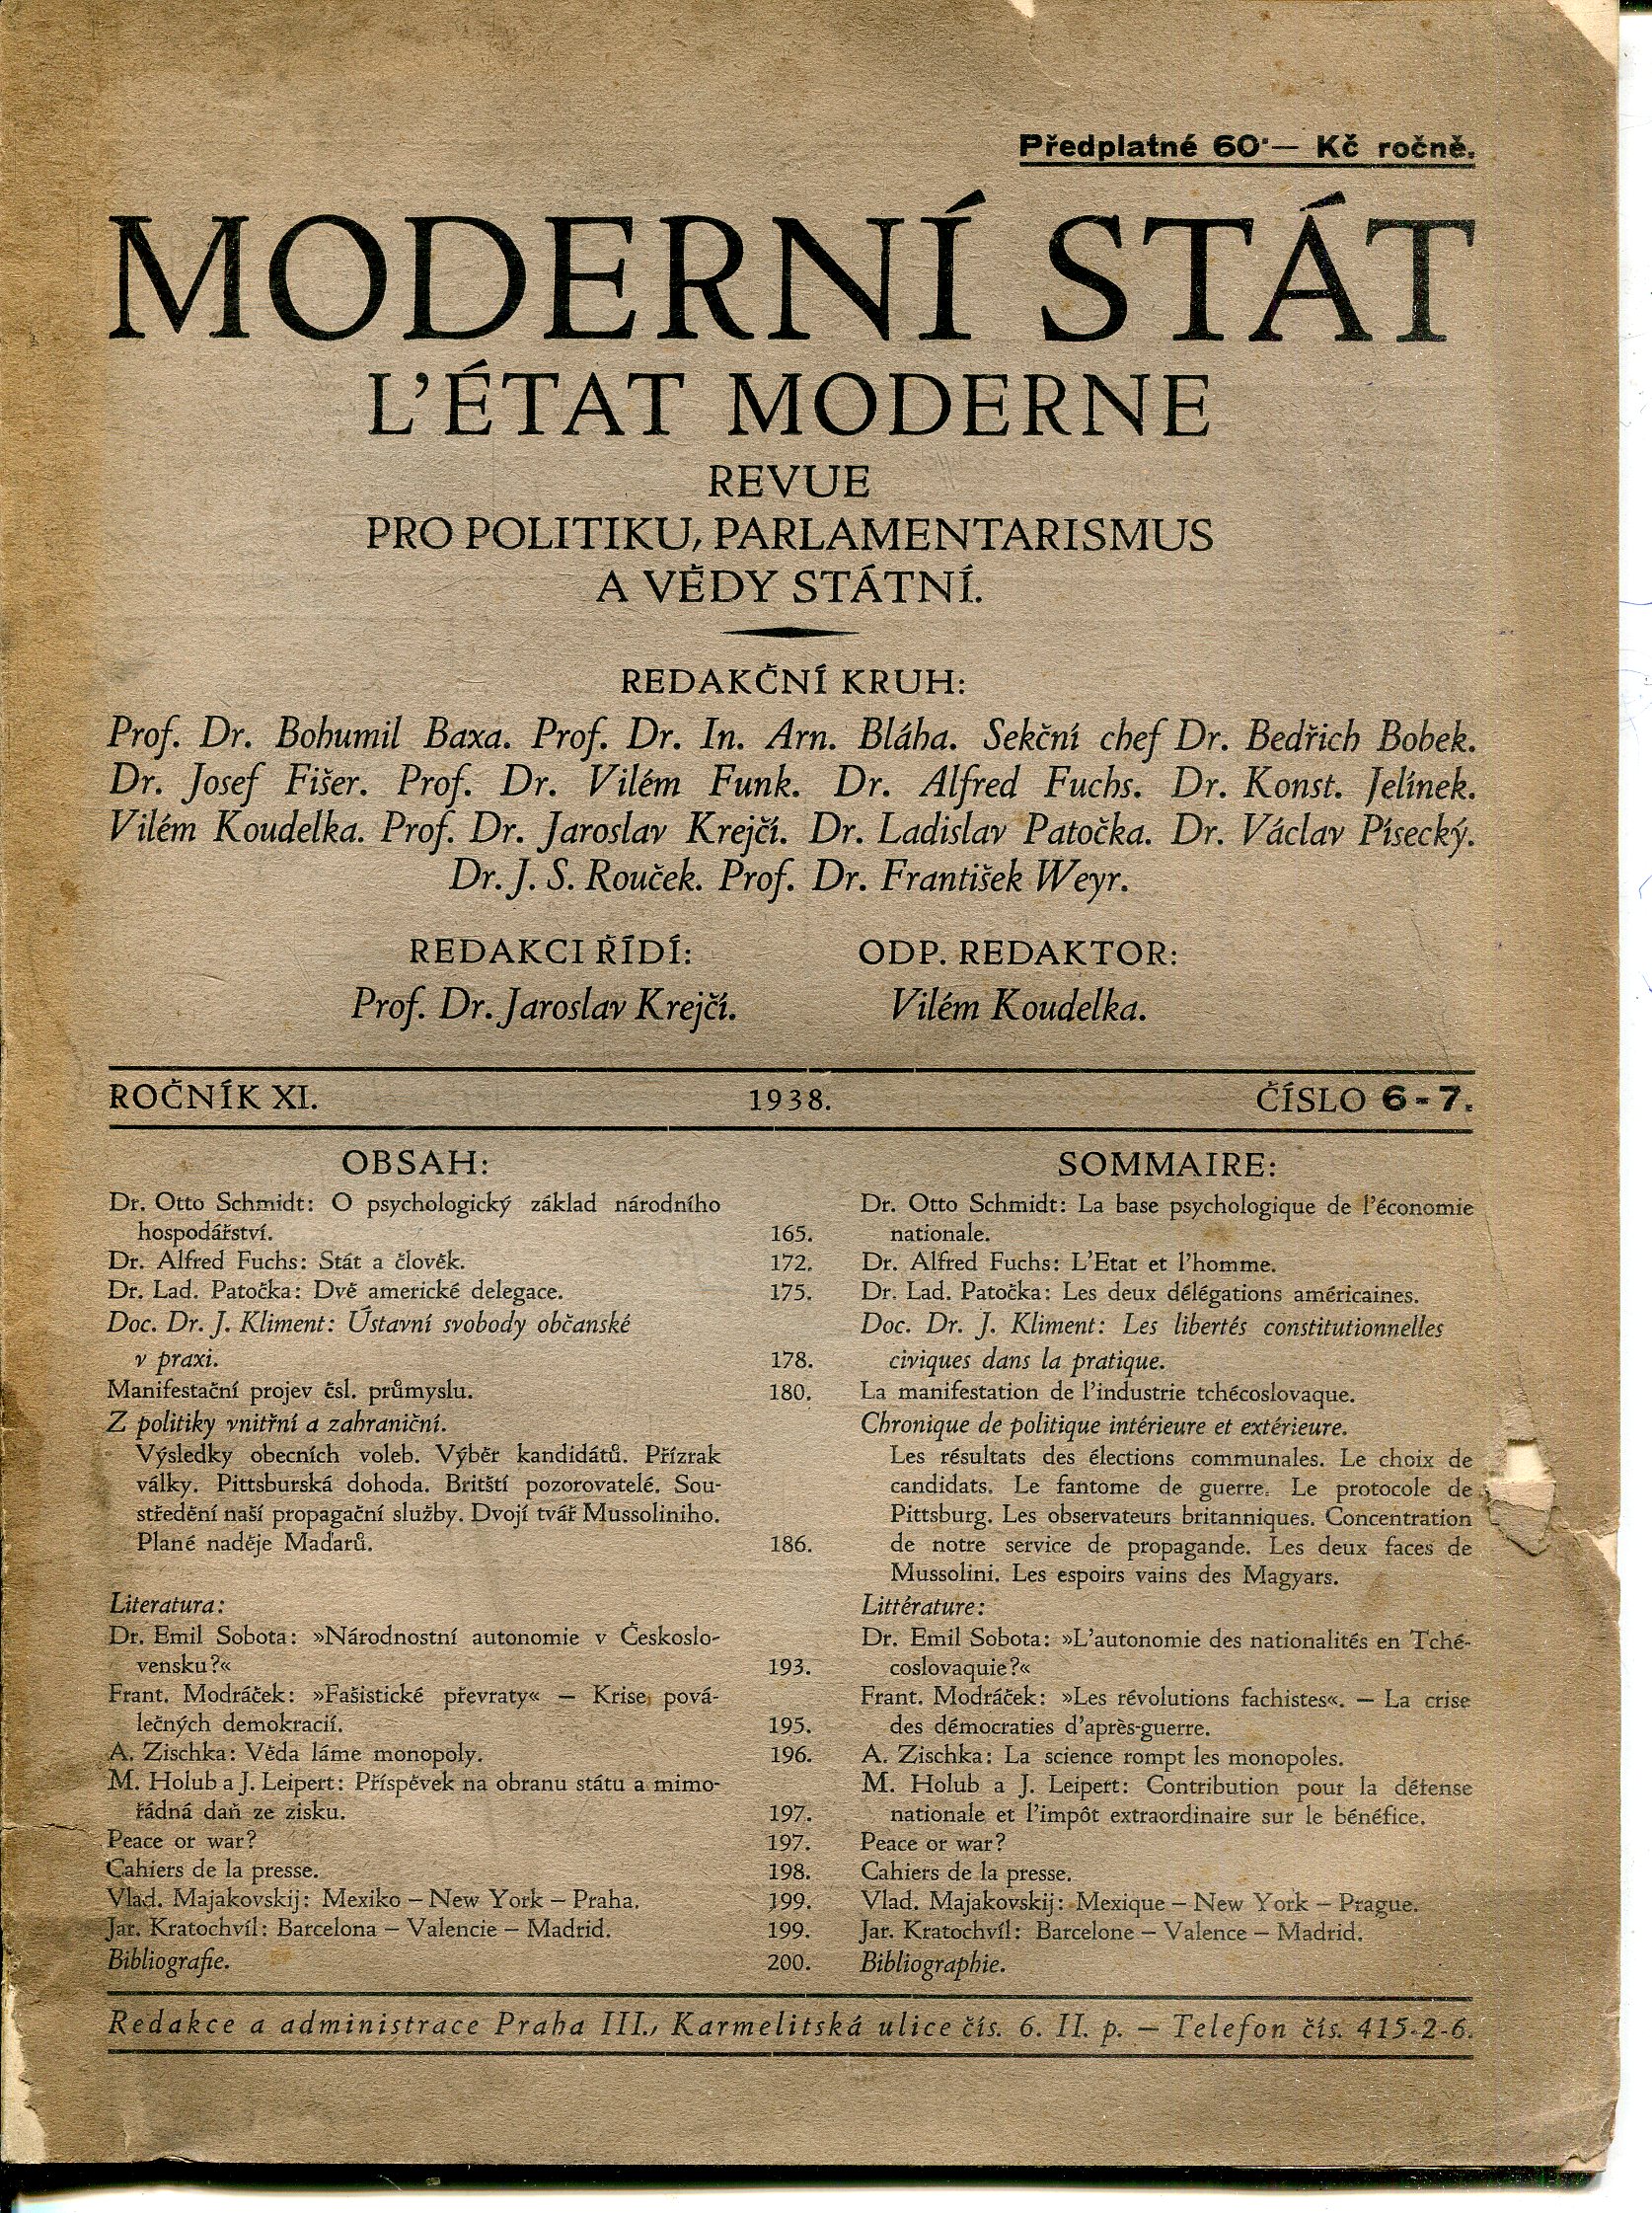 Předplatné 60·— Kč ročně.
MODERNÍ STÁT
L’ÉTAT MODERNE
REVUE
PRO POLITIKU, PARLAMENTARISMUS
A VĚDY STÁTNÍ.
REDAKČNÍ KRUH:
Prof. Dr. Bohumil Baxa. Prof. Dr. In. Arn. Bláha. Sekční chef Dr. Bedřich Bobek.
Dr. Josef Fišer. Prof. Dr. Vilém Funk. Dr. Alfred Fuchs. Dr. Konst. Jelínek.
Vilém Koudelka. Prof. Dr. Jaroslav Krejčí. Dr. Ladislav Patočka. Dr. Václav Písecký.
Dr. J. S. Rouček. Prof. Dr. František Weyr.
REDAKCI ŘÍDÍ:
Prof. Dr. Jaroslav Krejčí.
ODP. REDAKTOR:
Vilém Koudelka.
ROČNÍK XI. 1938. ČÍSLO 6-7.
OBSAH:
Dr. Otto Schmidt: O psychologický základ národního
hospodářství. 165.
Dr. Alfred Fuchs: Stát a člověk. 172.
Dr. Lad. Patočka: Dvě americké delegace. 175.
Doc. Dr. J. Kliment: Ústavní svobody občanské
v praxi. 178.
Manifestační projev čsl. průmyslu. 180.
Z politiky vnitřní a zahraniční.
Výsledky obecních voleb. Výběr kandidátů. Přízrak
války. Pittsburská dohoda. Britští pozorovatelé. Sou-
středění naší propagační služby. Dvojí tvář Mussoliniho.
Plané naděje Maďarů. 186.
Literatura:
Dr. Emil Sobota: »Národnostní autonomie v Českoslo-
vensku?« 193.
Frant. Modráček: »Fašistické převraty« — Krise pová-
lečných demokracií. 195.
A. Zischka: Věda láme monopoly. 196.
M. Holub a J. Leipert: Příspěvek na obranu státu a mimo-
řádná daň ze zisku. 197.
Peace or war? 197.
Cahiers de la presse. 198.
Vlad. Majakovskij: Mexiko — New York — Praha. 199.
Jar. Kratochvíl: Barcelona — Valencie — Madrid. 199.
Bibliografie. 200.
SOMMAIRE:
Dr. Otto Schmidt: La base psychologique de l’économie
nationale.
Dr. Alfred Fuchs: L’Etat et l’homme.
Dr. Lad. Patočka: Les deux délégations américaines.
Doc. Dr. J. Kliment: Les libertés constitutionnelles
civiques dans la pratique.
La manifestation de l’industrie tchécoslovaque.
Chronique de politique intérieure et extérieure.
Les résultats des élections communales. Le choix de
candidats. Le fantome de guerre. Le protocole de
Pittsburg. Les observateurs britanniques. Concentration
de notre service de propagande. Les deux faces de
Mussolini. Les espoirs vains des Magyars.
Littérature:
Dr. Emil Sobota: »L’autonomie des nationalités en Tché-
coslovaquie?«
Frant. Modráček: »Les révolutions fachistes«. — La crise
des démocraties d’après-guerre.
A. Zischka: La science rompt les monopoles.
M. Holub a J. Leipert: Contribution pour la détense
nationale et l’impôt extraordinaire sur le bénéfice.
Peace or war?
Cahiers de la presse.
Vlad. Majakovskij: Mexique — New York — Prague.
Jar. Kratochvíl: Barcelone — Valence — Madrid.
Bibliographie.
Redakce a administrace Praha III., Karmelitská ulice čís. 6. II. p. — Telefon čís. 415-2-6.